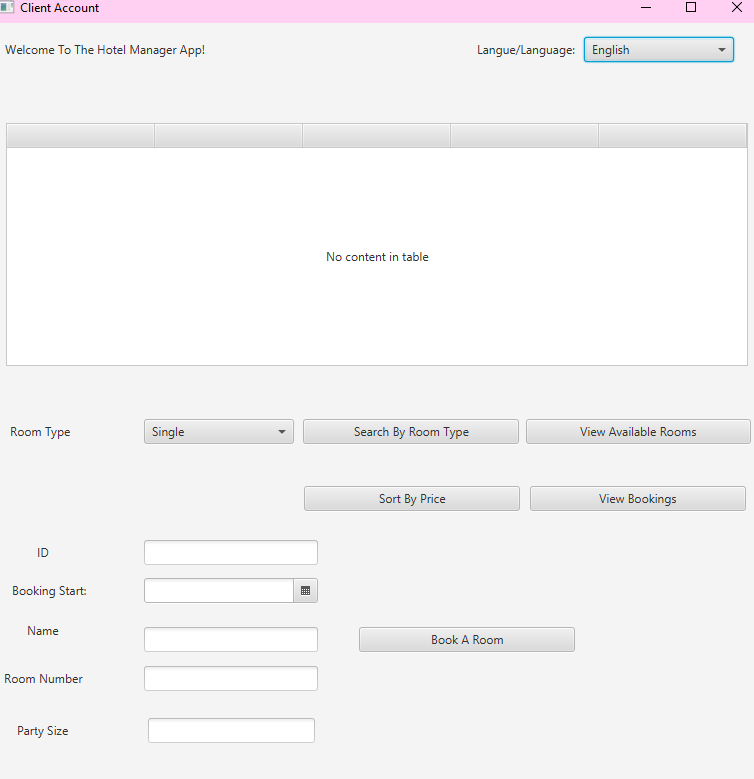 Client Account
Welcome To The Hotel Manager App!
Langue/Language: English
No content in table
Room Type Single Search By Room Type View Available Rooms
Sort By Price View Bookings
ID
Booking Start:
Name
Book A Room
Room Number
Party Size